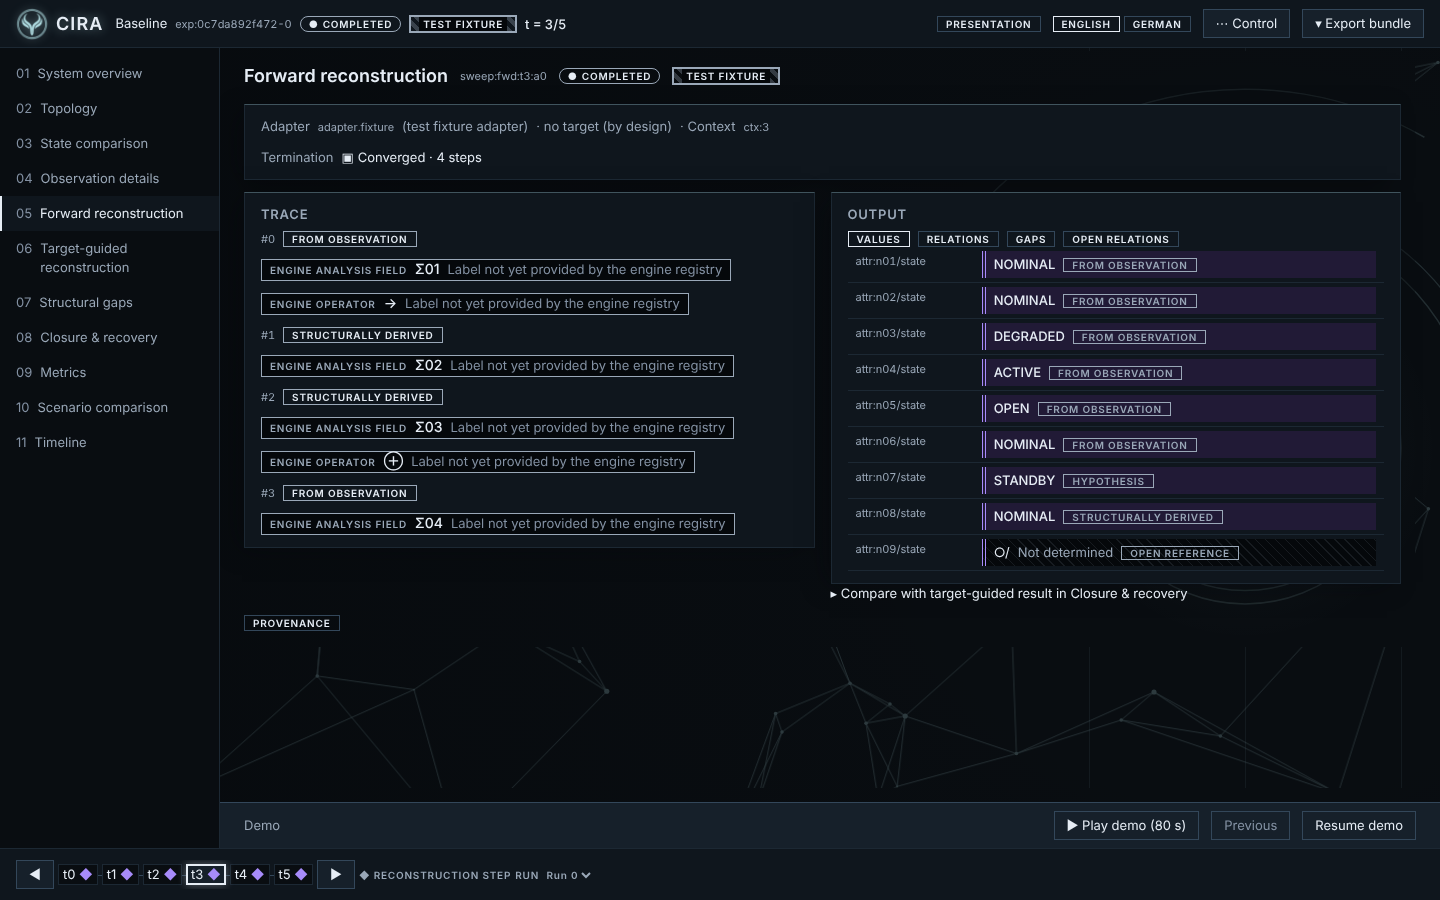 CIRA Baseline exp:0c7da892f472-0 ● COMPLETED TEST FIXTURE t = 3/5 PRESENTATION ENGLISH GERMAN ⋯ Control ▾ Export bundle
01 System overview
02 Topology
03 State comparison
04 Observation details
05 Forward reconstruction
06 Target-guided
reconstruction
07 Structural gaps
08 Closure & recovery
09 Metrics
10 Scenario comparison
11 Timeline
Forward reconstruction sweep:fwd:t3:a0 ● COMPLETED TEST FIXTURE
Adapter adapter.fixture (test fixture adapter) · no target (by design) · Context ctx:3
Termination ▣ Converged · 4 steps
TRACE
#0 FROM OBSERVATION
ENGINE ANALYSIS FIELD Σ01 Label not yet provided by the engine registry
ENGINE OPERATOR → Label not yet provided by the engine registry
#1 STRUCTURALLY DERIVED
ENGINE ANALYSIS FIELD Σ02 Label not yet provided by the engine registry
#2 STRUCTURALLY DERIVED
ENGINE ANALYSIS FIELD Σ03 Label not yet provided by the engine registry
ENGINE OPERATOR ⊕ Label not yet provided by the engine registry
#3 FROM OBSERVATION
ENGINE ANALYSIS FIELD Σ04 Label not yet provided by the engine registry
OUTPUT
VALUES RELATIONS GAPS OPEN RELATIONS
attr:n01/state NOMINAL FROM OBSERVATION
attr:n02/state NOMINAL FROM OBSERVATION
attr:n03/state DEGRADED FROM OBSERVATION
attr:n04/state ACTIVE FROM OBSERVATION
attr:n05/state OPEN FROM OBSERVATION
attr:n06/state NOMINAL FROM OBSERVATION
attr:n07/state STANDBY HYPOTHESIS
attr:n08/state NOMINAL STRUCTURALLY DERIVED
attr:n09/state ○/ Not determined OPEN REFERENCE
▸ Compare with target-guided result in Closure & recovery
PROVENANCE
Demo ▶ Play demo (80 s) Previous Resume demo
◀ t0 ◆ t1 ◆ t2 ◆ t3 ◆ t4 ◆ t5 ◆ ▶ ◆ RECONSTRUCTION STEP RUN Run 0